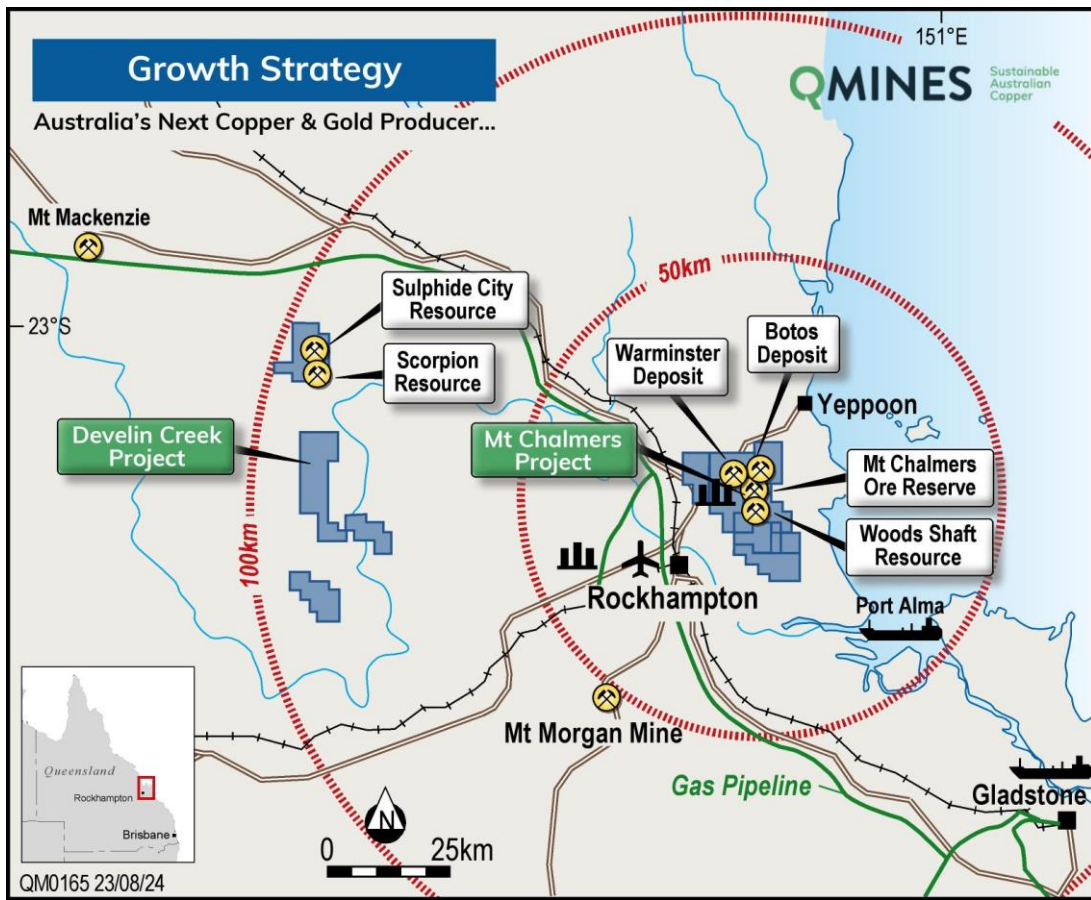 Growth Strategy
Australia's Next Copper & Gold Producer...
151°E
QMINES
Sustainable
Australian
Copper
Mt Mackenzie
23°S
50km
100km
Sulphide City
Resource
Scorpion
Resource
Develin Creek
Project
Warminster
Deposit
Botos
Deposit
Yeppoon
Mt Chalmers
Project
Mt Chalmers
Ore Reserve
Woods Shaft
Resource
Rockhampton
Port Alma
Mt Morgan Mine
Gas Pipeline
Gladstone
Queensland
Rockhampton
Brisbane
N
0 25km
QM0165 23/08/24